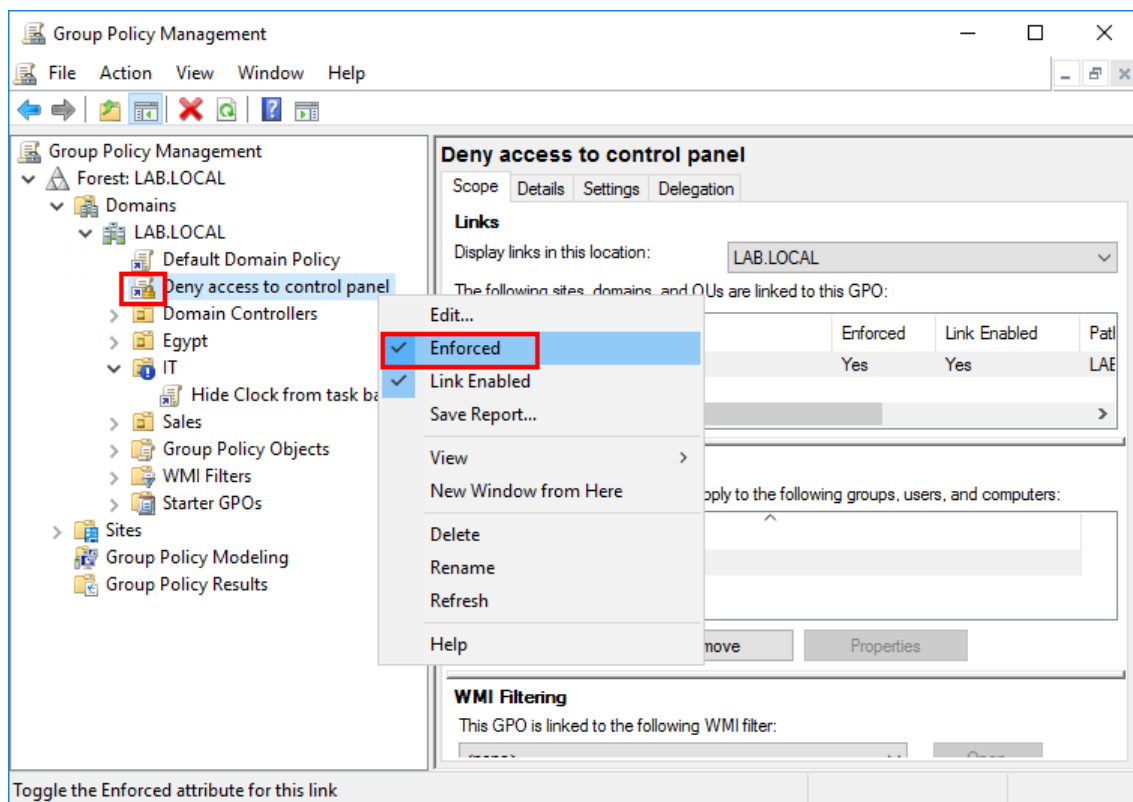 Group Policy Management
File Action View Window Help
Group Policy Management
Forest: LAB.LOCAL
Domains
LAB.LOCAL
Default Domain Policy
Deny access to control panel
Domain Controllers
Egypt
IT
Hide Clock from task ba
Sales
Group Policy Objects
WMI Filters
Starter GPOs
Sites
Group Policy Modeling
Group Policy Results
Edit...
Enforced
Link Enabled
Save Report...
View
New Window from Here
Delete
Rename
Refresh
Help
Deny access to control panel
Scope Details Settings Delegation
Links
Display links in this location: LAB.LOCAL
The following sites, domains, and OUs are linked to this GPO:
Enforced Link Enabled Patl
Yes Yes LAE
pply to the following groups, users, and computers:
move Properties
WMI Filtering
This GPO is linked to the following WMI filter:
Toggle the Enforced attribute for this link